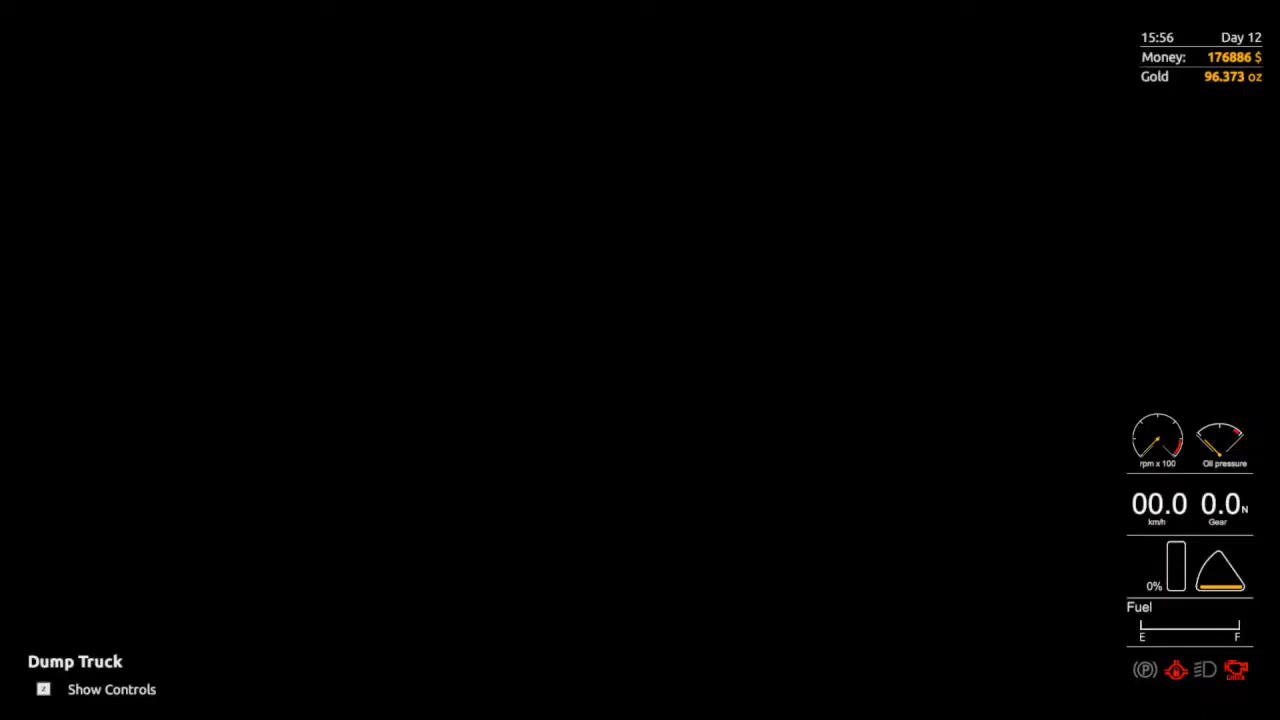 15:56 Day 12
Money: 176886 $
Gold 96.373 oz
rpm x 100 Oil pressure
00.0 0.0 N
km/h Gear
0%
Fuel
E F
Dump Truck
z Show Controls